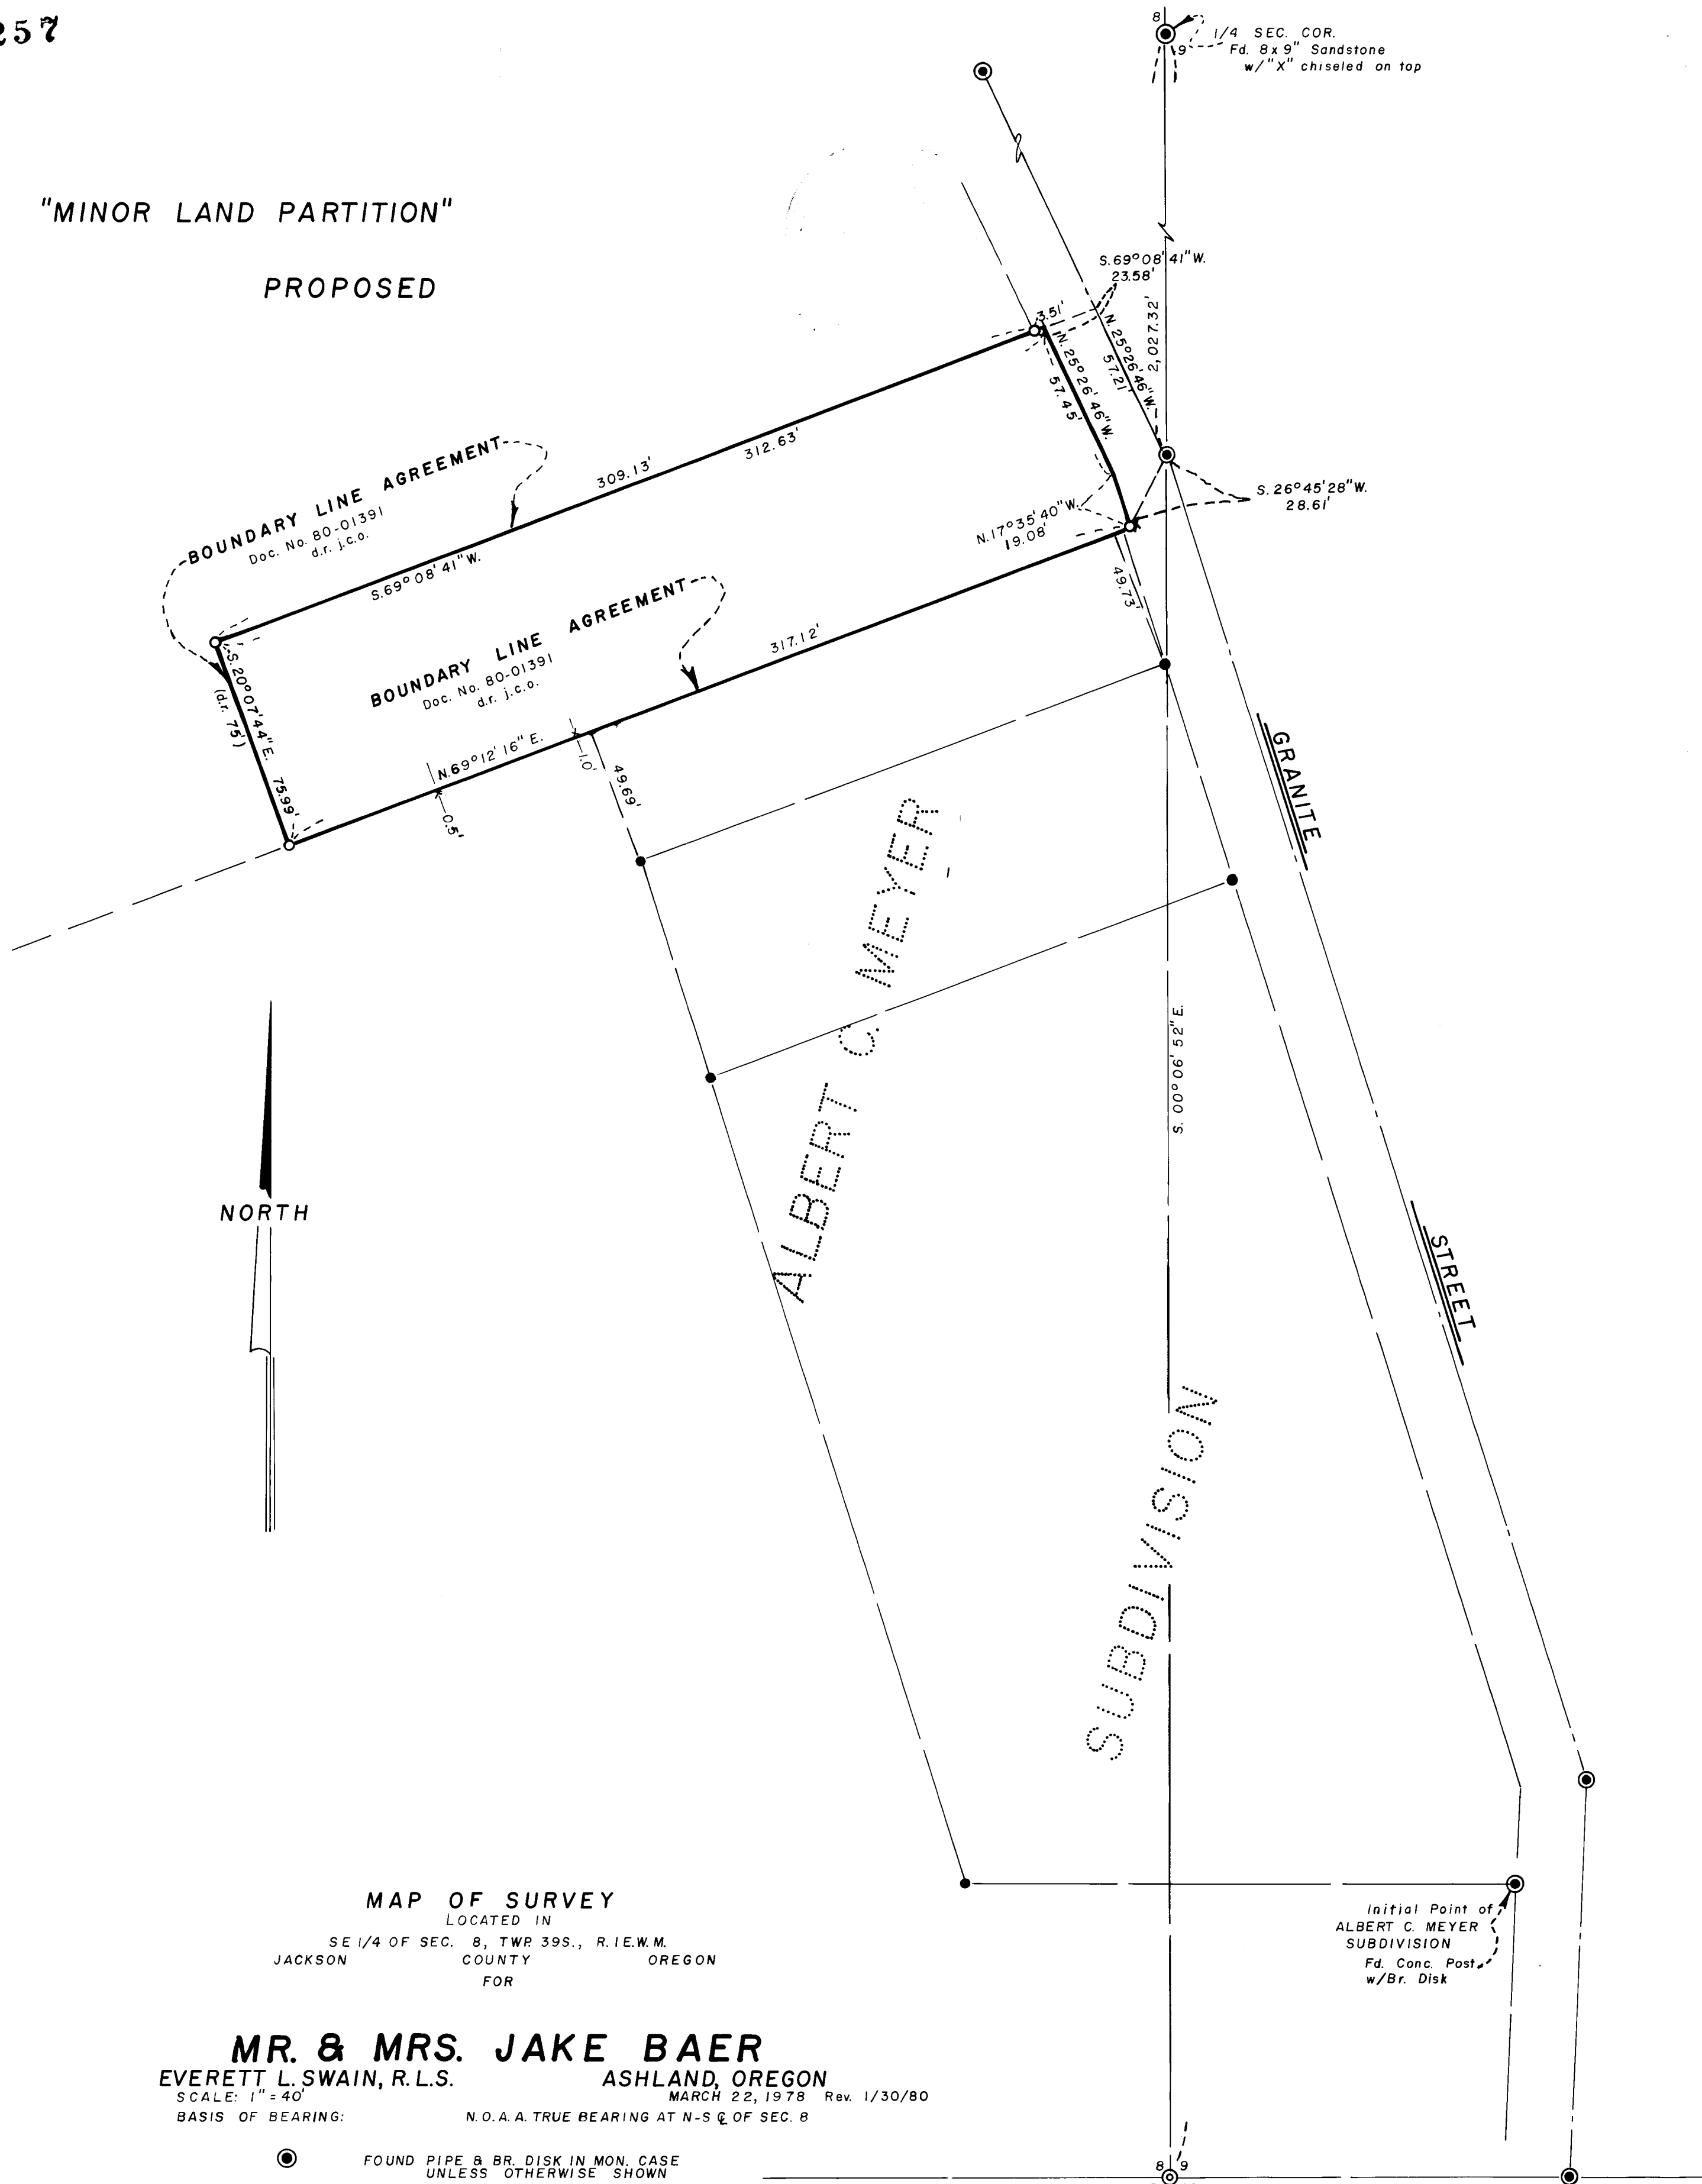 257
8
9
1/4 SEC. COR.
Fd. 8x9" Sandstone
w/"X" chiseled on top
"MINOR LAND PARTITION"
PROPOSED
S.69°08'41"W.
23.58'
2,027.32'
3.51'
N.25°26'46"W.
57.21'
N.25°26'46"W.
57.45'
312.63'
309.13'
BOUNDARY LINE AGREEMENT
Doc. No. 80-01391
d.r. j.c.o.
S.69°08'41"W.
S.26°45'28"W.
28.61'
N.17°35'40"W.
19.08'
49.73'
BOUNDARY LINE AGREEMENT
Doc. No. 80-01391
d.r. j.c.o.
317.12'
S.20°07'44"E. 75.99'
(d.r. 75')
N.69°12'16"E.
1.0'
0.5'
49.69'
GRANITE
STREET
ALBERT C. MEYER
SUBDIVISION
S. 00°06'52"E.
NORTH
MAP OF SURVEY
LOCATED IN
SE 1/4 OF SEC. 8, TWP. 39S., R.1E.W.M.
JACKSON COUNTY OREGON
FOR
MR. & MRS. JAKE BAER
EVERETT L. SWAIN, R.L.S. ASHLAND, OREGON
SCALE: 1" = 40' MARCH 22, 1978 Rev. 1/30/80
BASIS OF BEARING: N.O.A.A. TRUE BEARING AT N-S ℄ OF SEC. 8
FOUND PIPE & BR. DISK IN MON. CASE
UNLESS OTHERWISE SHOWN
Initial Point of
ALBERT C. MEYER
SUBDIVISION
Fd. Conc. Post
w/Br. Disk
8 9